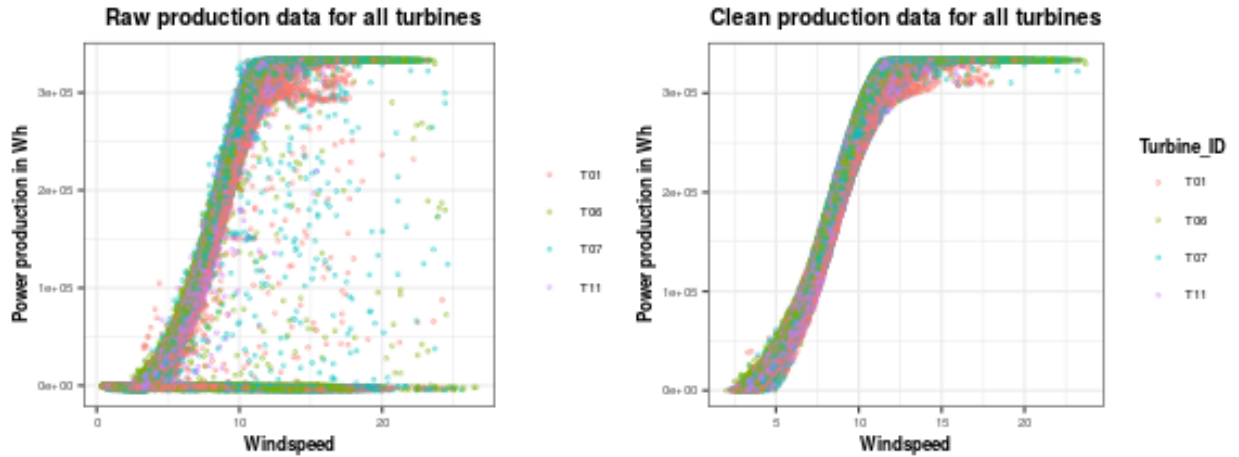 Raw production data for all turbines
Power production in Wh
3e+05
2e+05
1e+05
0e+00
0
10
20
Windspeed
T01
T06
T07
T11
Clean production data for all turbines
Power production in Wh
3e+05
2e+05
1e+05
0e+00
5
10
15
20
Windspeed
Turbine_ID
T01
T06
T07
T11